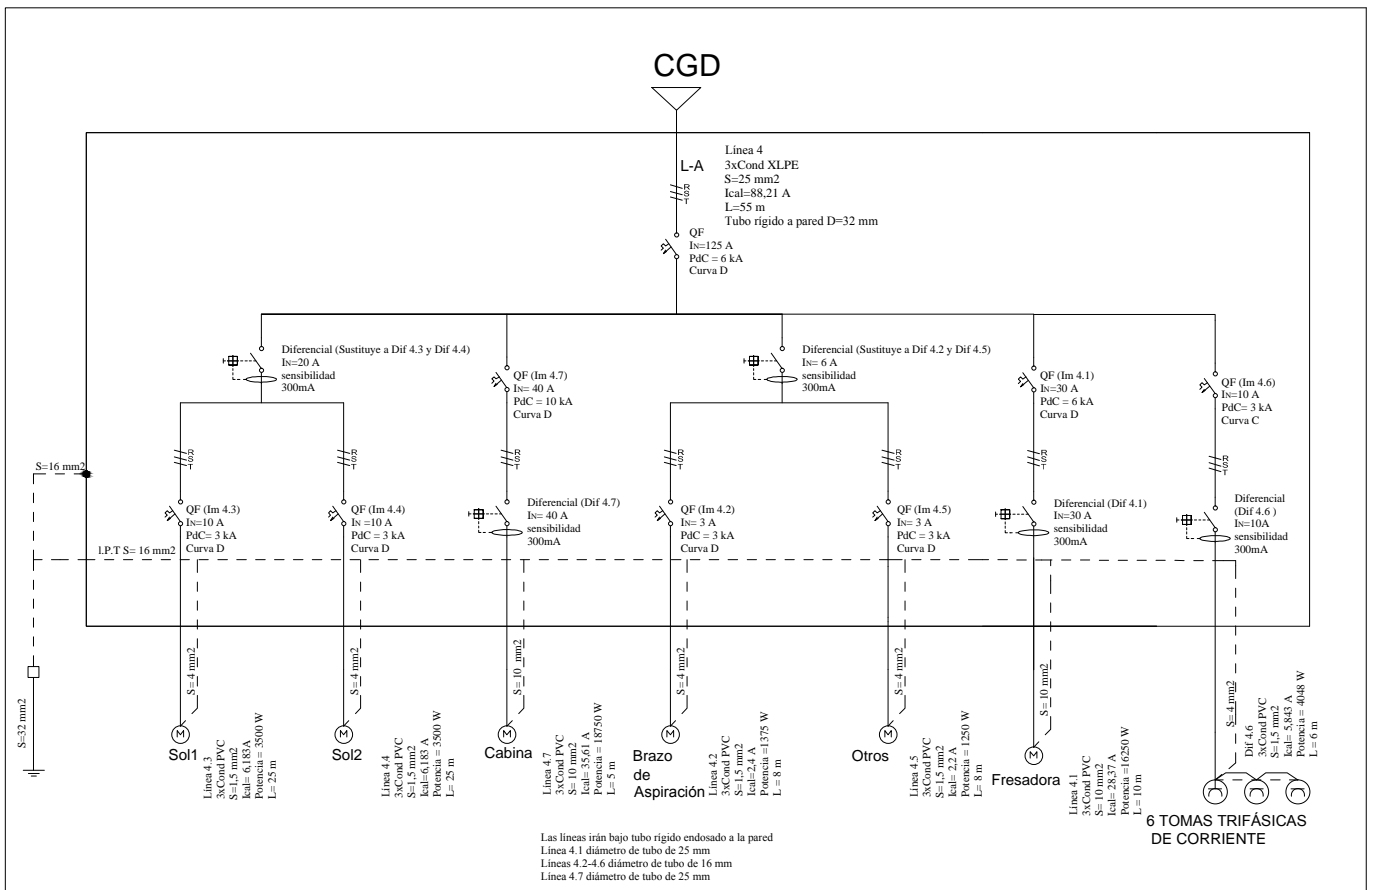 CGD
L-A
Línea 4
3xCond XLPE
S=25 mm2
Ical=88,21 A
L=55 m
Tubo rígido a pared D=32 mm
R
S
T
QF
IN=125 A
PdC = 6 kA
Curva D
Diferencial (Sustituye a Dif 4.3 y Dif 4.4)
IN=20 A
sensibilidad
300mA
QF (Im 4.7)
IN= 40 A
PdC = 10 kA
Curva D
Diferencial (Sustituye a Dif 4.2 y Dif 4.5)
IN= 6 A
sensibilidad
300mA
QF (Im 4.1)
IN=30 A
PdC = 6 kA
Curva D
QF (Im 4.6)
IN=10 A
PdC= 3 kA
Curva C
R
S
T
R
S
T
R
S
T
R
S
T
R
S
T
R
S
T
R
S
T
S=16 mm2
QF (Im 4.3)
IN=10 A
PdC= 3 kA
Curva D
QF (Im 4.4)
IN =10 A
PdC = 3 kA
Curva D
Diferencial (Dif 4.7)
IN= 40 A
sensibilidad
300mA
QF (Im 4.2)
IN= 3 A
PdC = 3 kA
Curva D
QF (Im 4.5)
IN= 3 A
PdC = 3 kA
Curva D
Diferencial (Dif 4.1)
IN=30 A
sensibilidad
300mA
Diferencial
(Dif 4.6 )
IN=10A
sensibilidad
300mA
I.P.T S= 16 mm2
S=32 mm2
S= 4 mm2
S= 4 mm2
S= 10 mm2
S= 4 mm2
S= 4 mm2
S= 10 mm2
S= 4 mm2
M
Sol1
Línea 4.3
3xCond PVC
S=1,5 mm2
Ical= 6,183A
Potencia= 3500 W
L= 25 m
M
Sol2
Línea 4.4
3xCond PVC
S=1,5 mm2
Ical=6,183 A
Potencia = 3500 W
L= 25 m
M
Cabina
Línea 4.7
3xCond PVC
S= 10 mm2
Ical= 35,61 A
Potencia = 18750 W
L= 5 m
M
Brazo
de
Aspiración
Línea 4.2
3xCond PVC
S=1,5 mm2
Ical=2,4 A
Potencia =1375 W
L = 8 m
M
Otros
Línea 4.5
3xCond PVC
S=1,5 mm2
Ical= 2,2 A
Potencia = 1250 W
L= 8 m
M
Fresadora
Línea 4.1
3xCond PVC
S= 10 mm2
Ical= 28,37 A
Potencia =16250 W
L = 10 m
Dif 4.6
3xCond PVC
S=1,5 mm2
Ical= 5,843 A
Potencia = 4048 W
L= 6 m
6 TOMAS TRIFÁSICAS
DE CORRIENTE
Las líneas irán bajo tubo rígido endosado a la pared
Línea 4.1 diámetro de tubo de 25 mm
Líneas 4.2-4.6 diámetro de tubo de 16 mm
Línea 4.7 diámetro de tubo de 25 mm